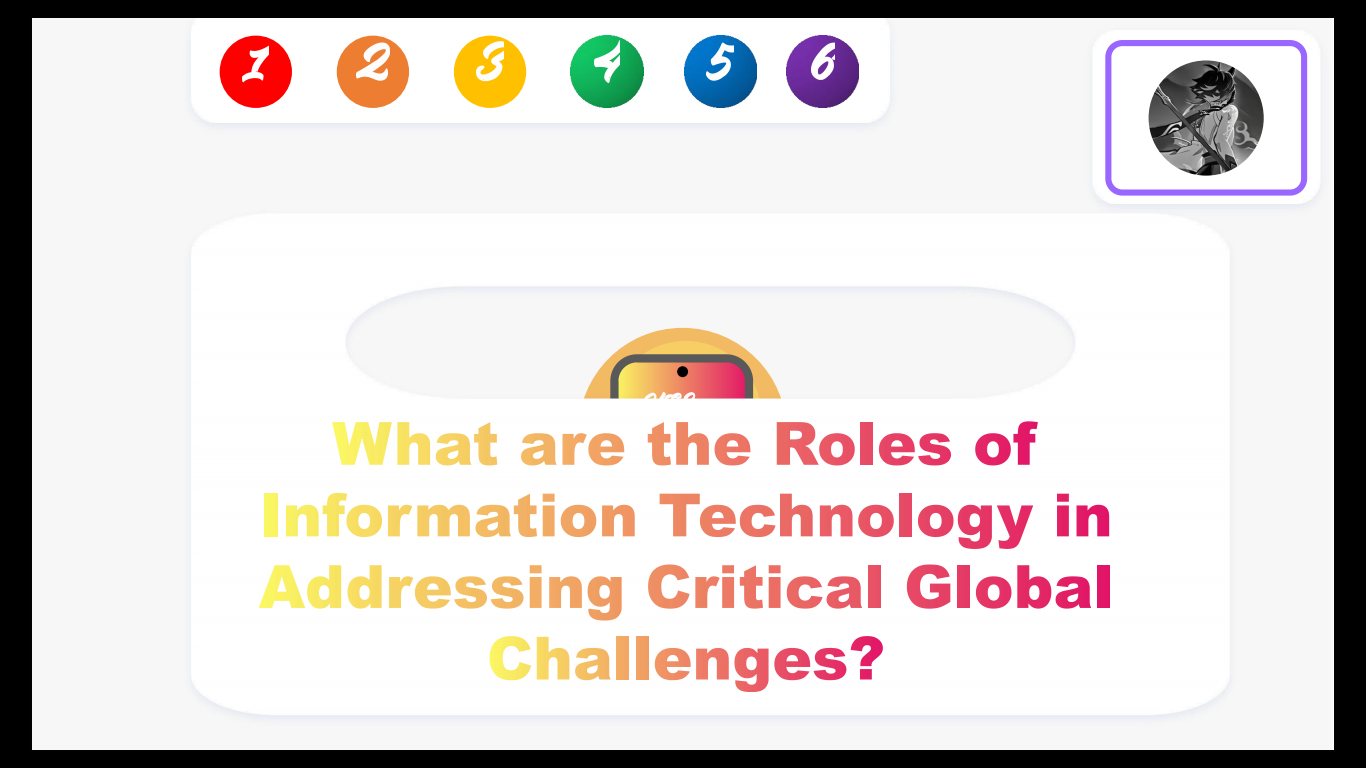 1 2 3 4 5 6
What are the Roles of
Information Technology in
Addressing Critical Global
Challenges?